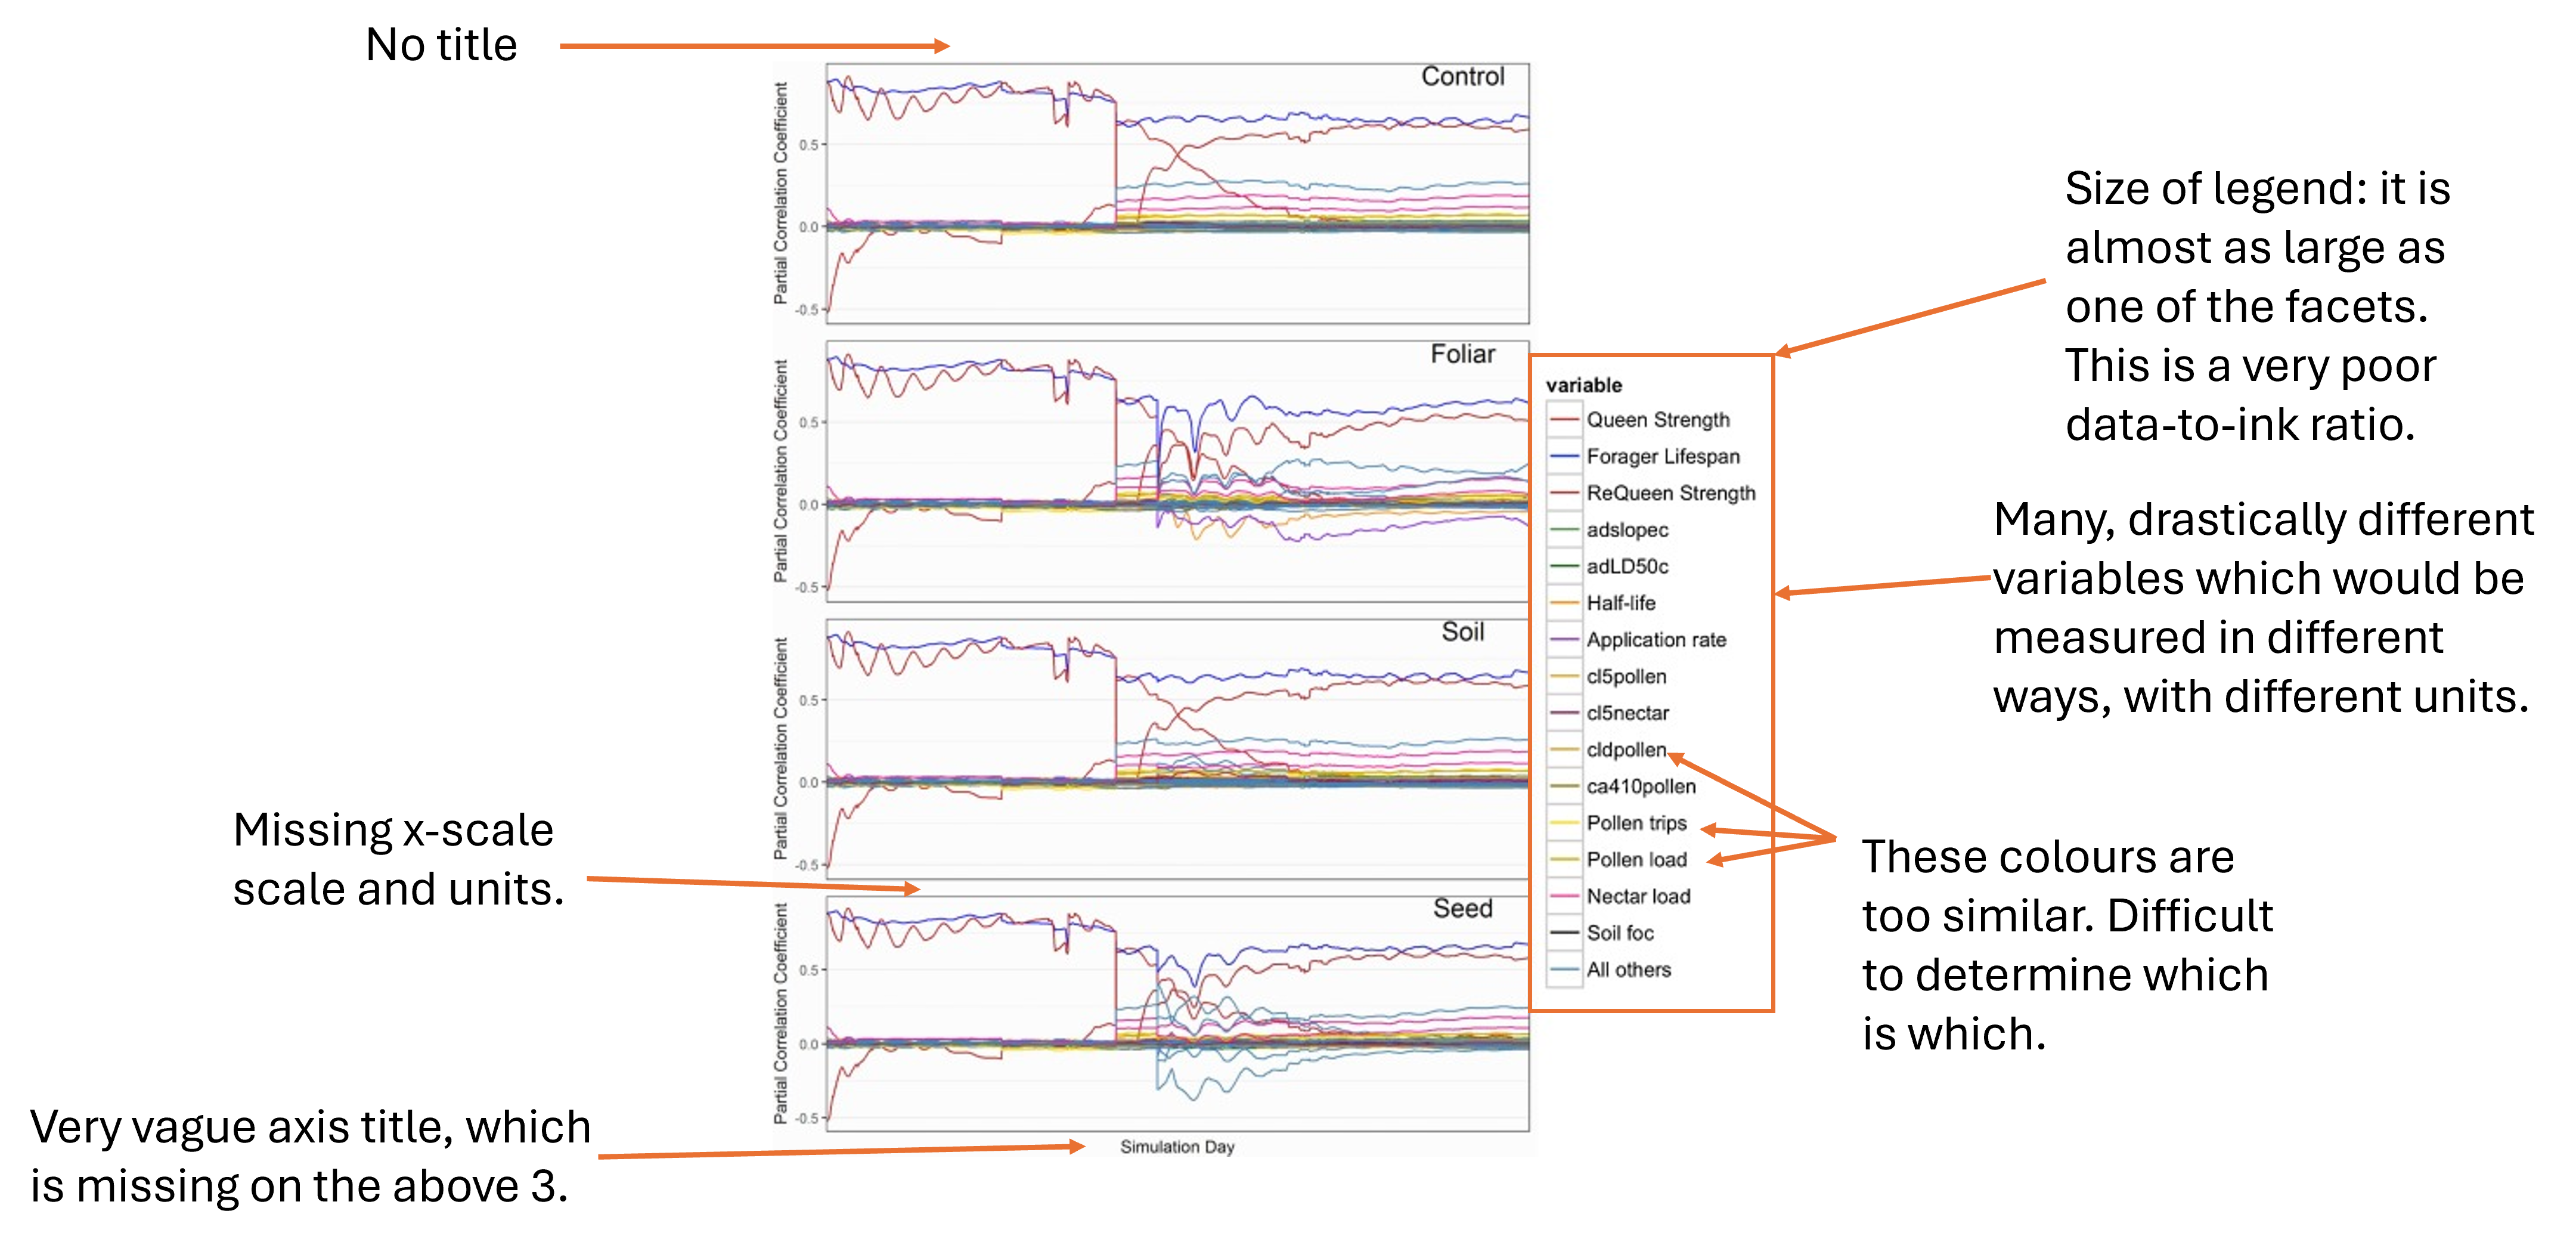 No title
Control
Partial Correlation Coefficient
0.5
0.0
-0.5
Foliar
Partial Correlation Coefficient
0.5
0.0
-0.5
Soil
Partial Correlation Coefficient
0.5
0.0
-0.5
Seed
Partial Correlation Coefficient
0.5
0.0
-0.5
Simulation Day
variable
Queen Strength
Forager Lifespan
ReQueen Strength
adslopec
adLD50c
Half-life
Application rate
cl5pollen
cl5nectar
cldpollen
ca410pollen
Pollen trips
Pollen load
Nectar load
Soil foc
All others
Size of legend: it is
almost as large as
one of the facets.
This is a very poor
data-to-ink ratio.
Many, drastically different
variables which would be
measured in different
ways, with different units.
These colours are
too similar. Difficult
to determine which
is which.
Missing x-scale
scale and units.
Very vague axis title, which
is missing on the above 3.